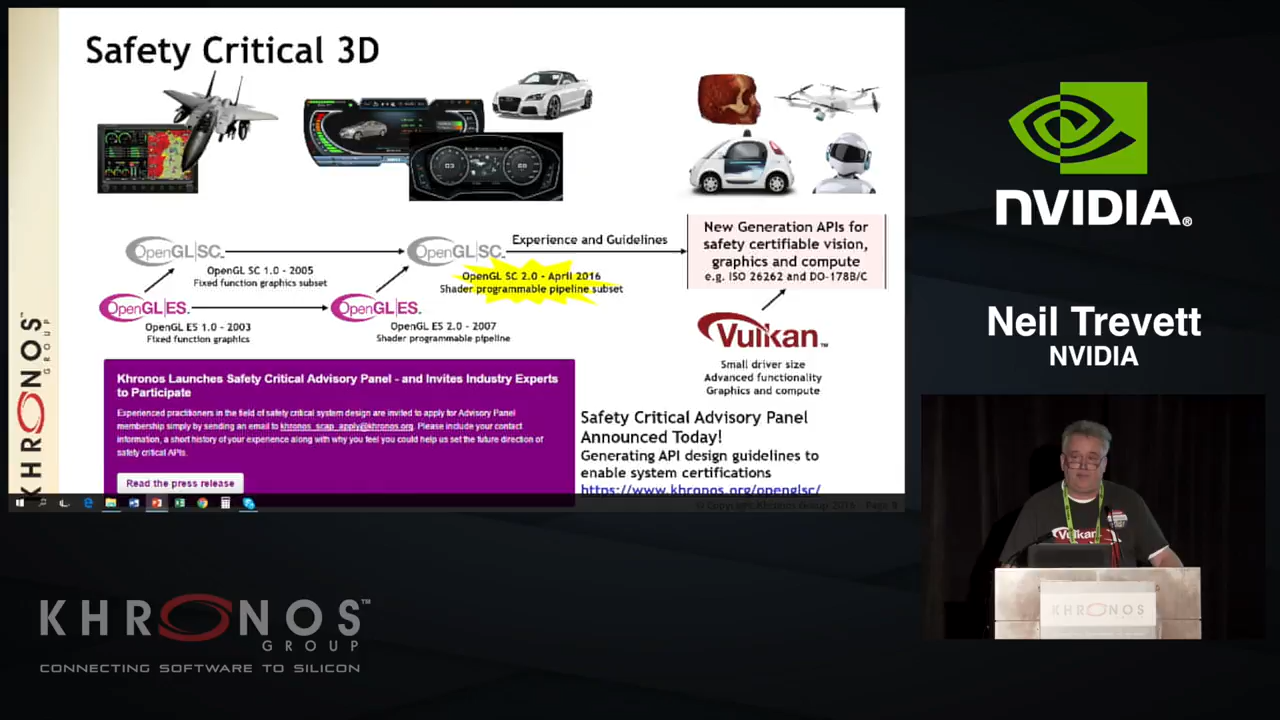 Safety Critical 3D
OpenGL|SC.
OpenGL SC 1.0 - 2005
Fixed function graphics subset
OpenGL|SC.
OpenGL SC 2.0 - April 2016
Shader programmable pipeline subset
Experience and Guidelines
New Generation APIs for
safety certifiable vision,
graphics and compute
e.g. ISO 26262 and DO-178B/C
OpenGL|ES.
OpenGL ES 1.0 - 2003
Fixed function graphics
OpenGL|ES.
OpenGL ES 2.0 - 2007
Shader programmable pipeline
Vulkan™
Small driver size
Advanced functionality
Graphics and compute
Khronos Launches Safety Critical Advisory Panel - and Invites Industry Experts
to Participate
Experienced practitioners in the field of safety critical system design are invited to apply for Advisory Panel
membership simply by sending an email to khronos_scap_apply@khronos.org. Please include your contact
information, a short history of your experience along with why you feel you could help us set the future direction of
safety critical APIs.
Read the press release
Safety Critical Advisory Panel
Announced Today!
Generating API design guidelines to
enable system certifications
https://www.khronos.org/openglsc/
KHRONOS™
GROUP
NVIDIA®
Neil Trevett
NVIDIA
Vulkan
KHRONOS
KHRONOS™
GROUP
CONNECTING SOFTWARE TO SILICON